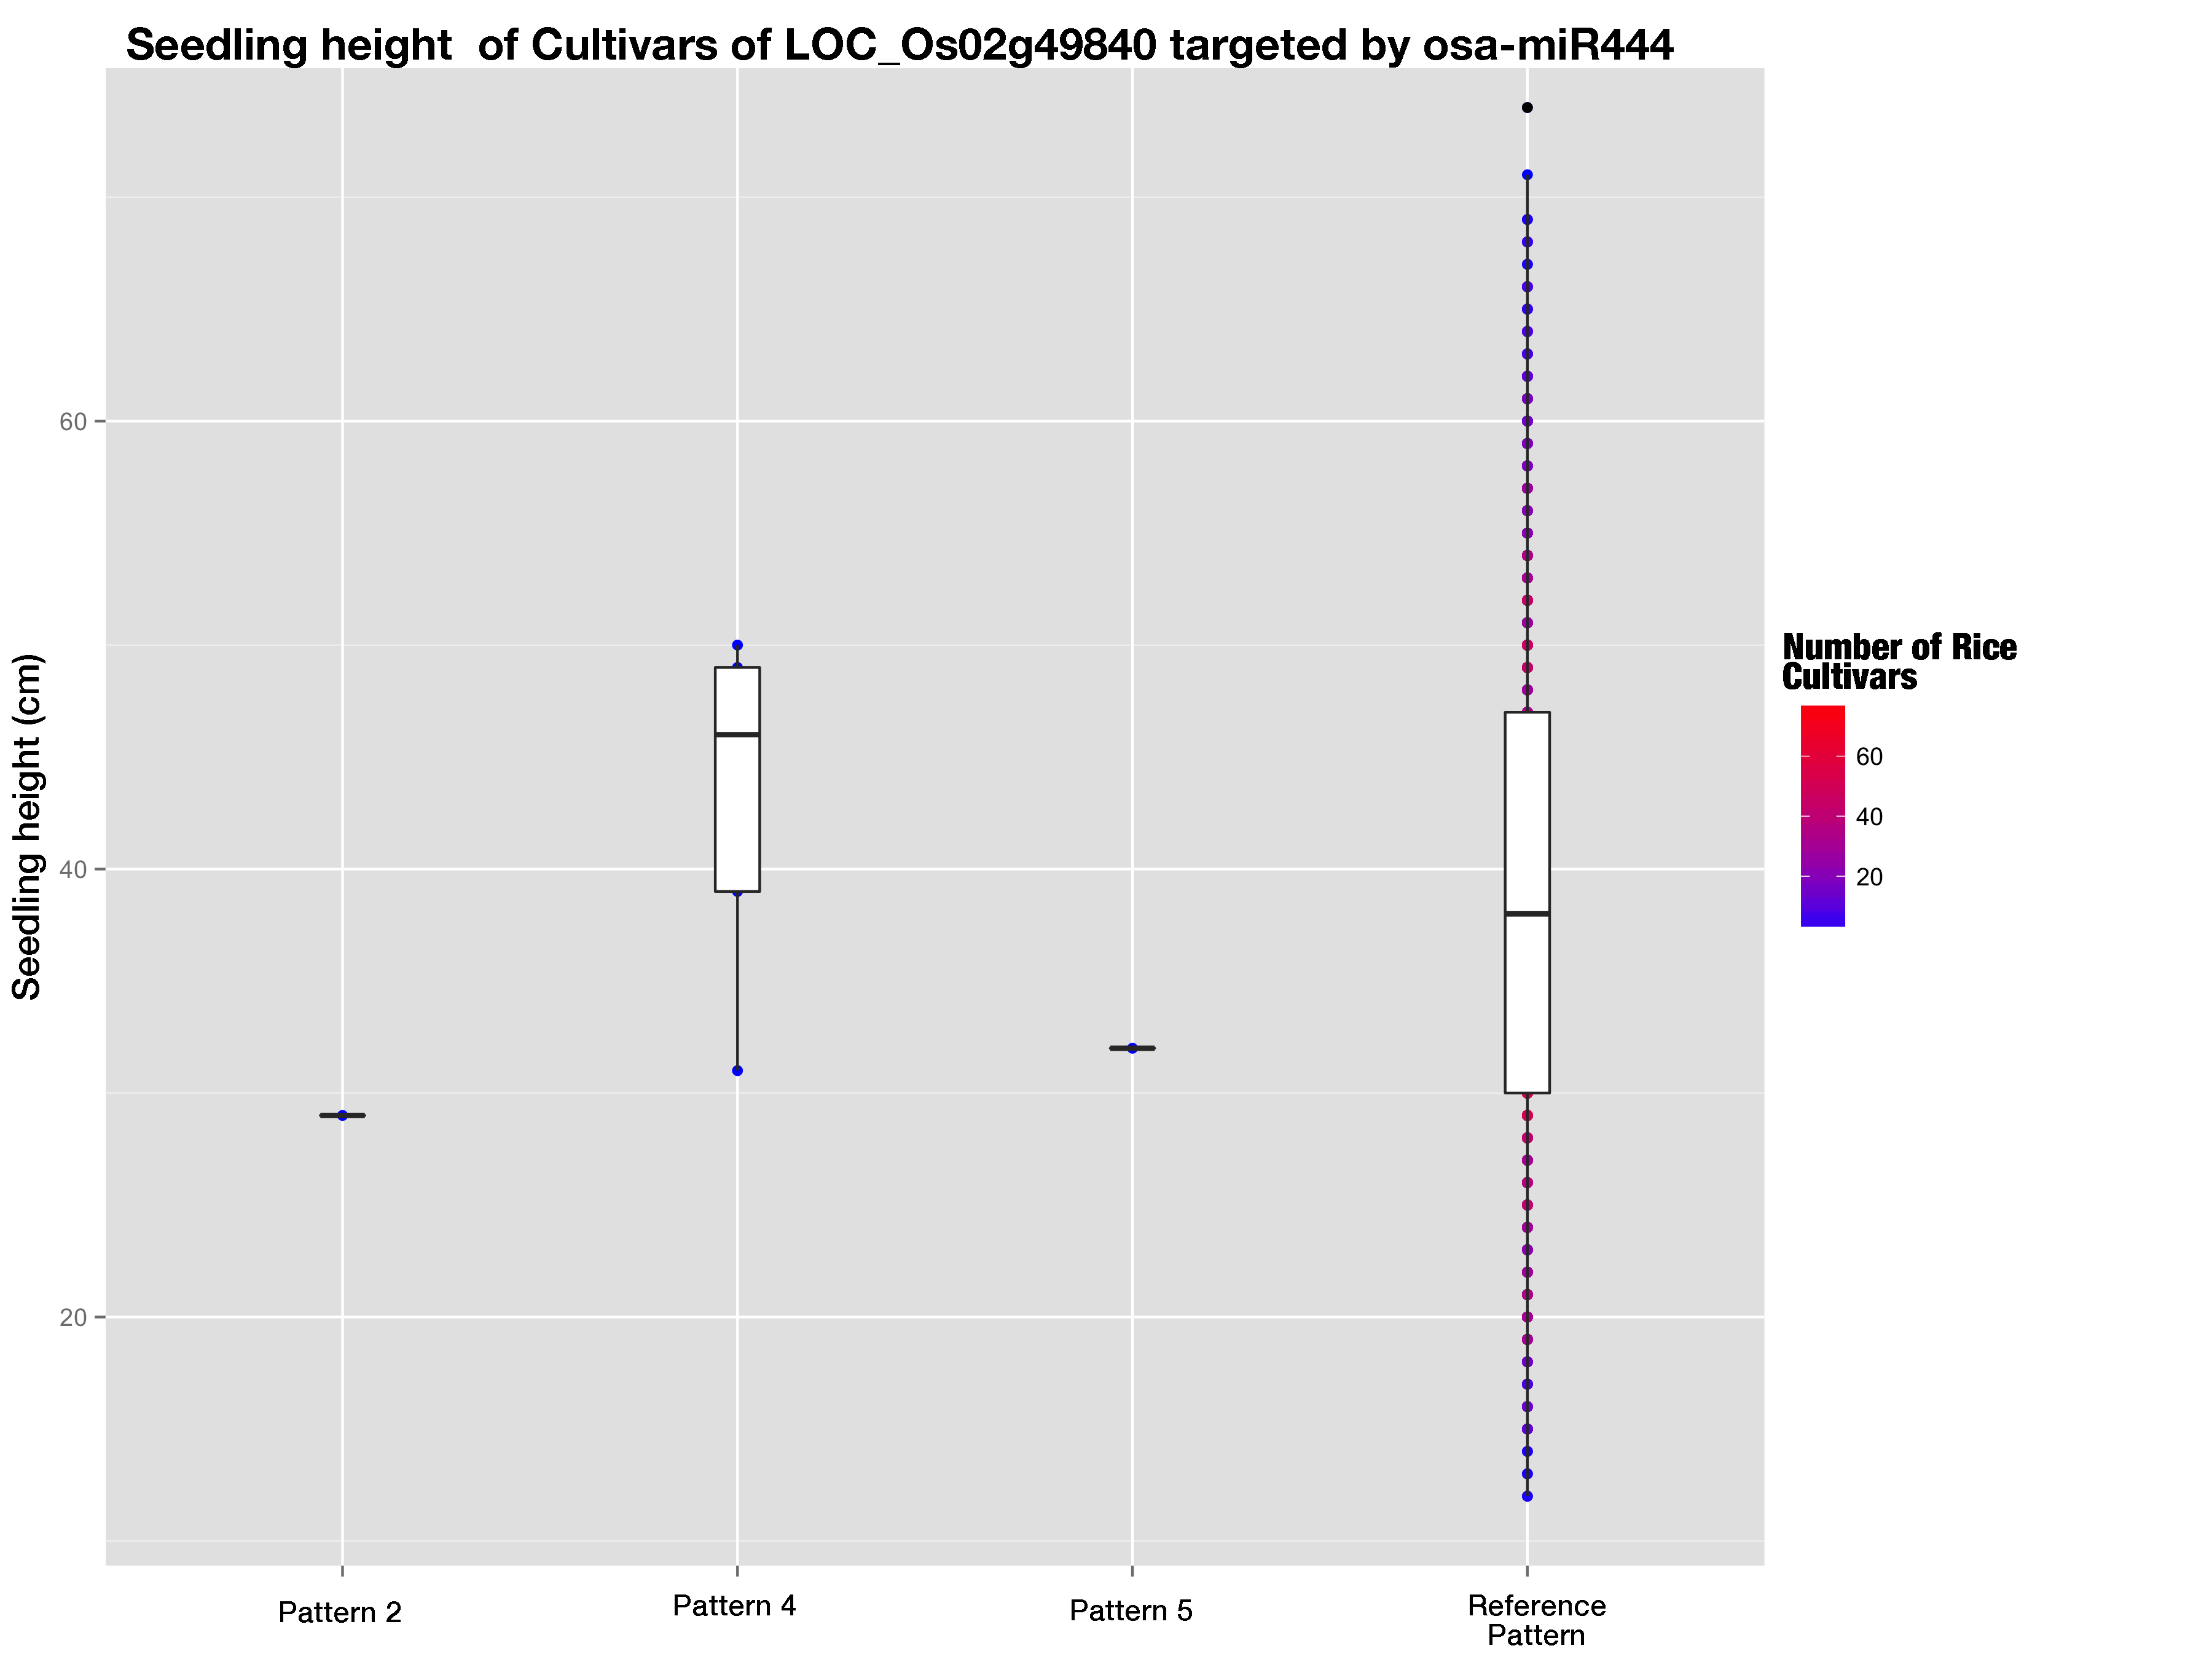 Seedling height  of Cultivars of LOC_Os02g49840 targeted by osa-miR444
Seedling height (cm)
60
40
20
Pattern 2
Pattern 4
Pattern 5
Reference
Pattern
Number of Rice
Cultivars
60
40
20